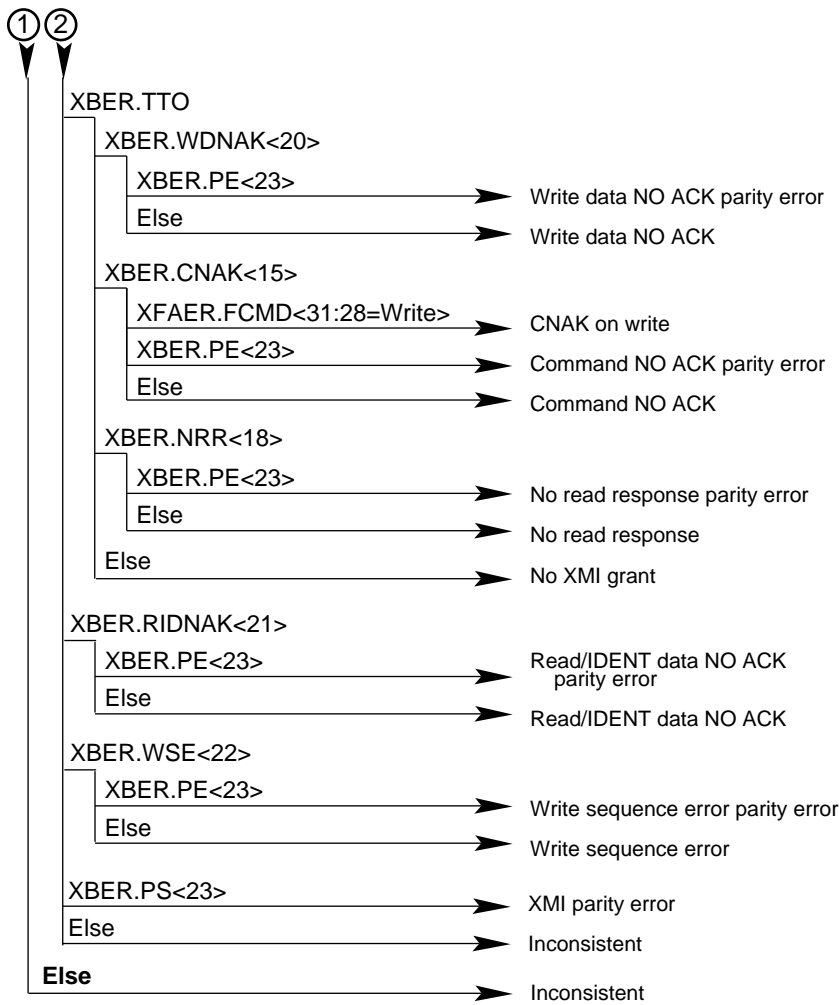 1 2
XBER.TTO
XBER.WDNAK<20>
XBER.PE<23>
Write data NO ACK parity error
Else
Write data NO ACK
XBER.CNAK<15>
XFAER.FCMD<31:28=Write>
CNAK on write
XBER.PE<23>
Command NO ACK parity error
Else
Command NO ACK
XBER.NRR<18>
XBER.PE<23>
No read response parity error
Else
No read response
Else
No XMI grant
XBER.RIDNAK<21>
XBER.PE<23>
Read/IDENT data NO ACK
parity error
Else
Read/IDENT data NO ACK
XBER.WSE<22>
XBER.PE<23>
Write sequence error parity error
Else
Write sequence error
XBER.PS<23>
XMI parity error
Else
Inconsistent
Else
Inconsistent